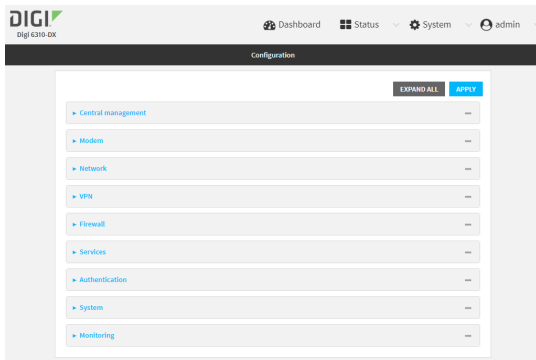 DIGI.
Digi 6310-DX
Dashboard Status System admin
Configuration
EXPAND ALL APPLY
Central management
Modem
Network
VPN
Firewall
Services
Authentication
System
Monitoring